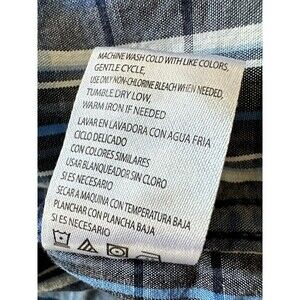 MACHINE WASH COLD WITH LIKE COLORS,
GENTLE CYCLE,
USE ONLY NON-CHLORINE BLEACH WHEN NEEDED,
TUMBLE DRY LOW,
WARM IRON IF NEEDED
LAVAR EN LAVADORA CON AGUA FRIA
CICLO DELICADO
CON COLORES SIMILARES
USAR BLANQUEADOR SIN CLORO
SI ES NECESARIO
SECAR A MAQUINA CON TEMPERATURA BAJA
PLANCHAR CON PLANCHA BAJA
SI ES NECESARIO